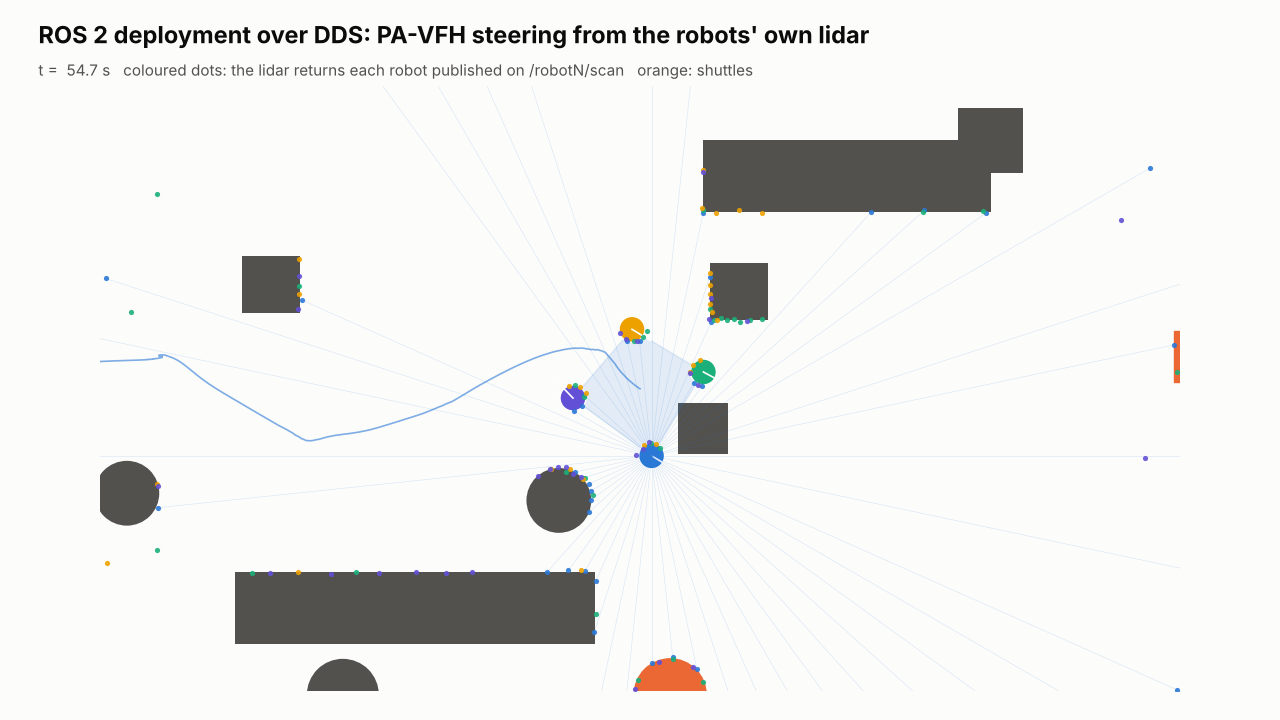 ROS 2 deployment over DDS: PA-VFH steering from the robots' own lidar
t =  54.7 s   coloured dots: the lidar returns each robot published on /robotN/scan   orange: shuttles